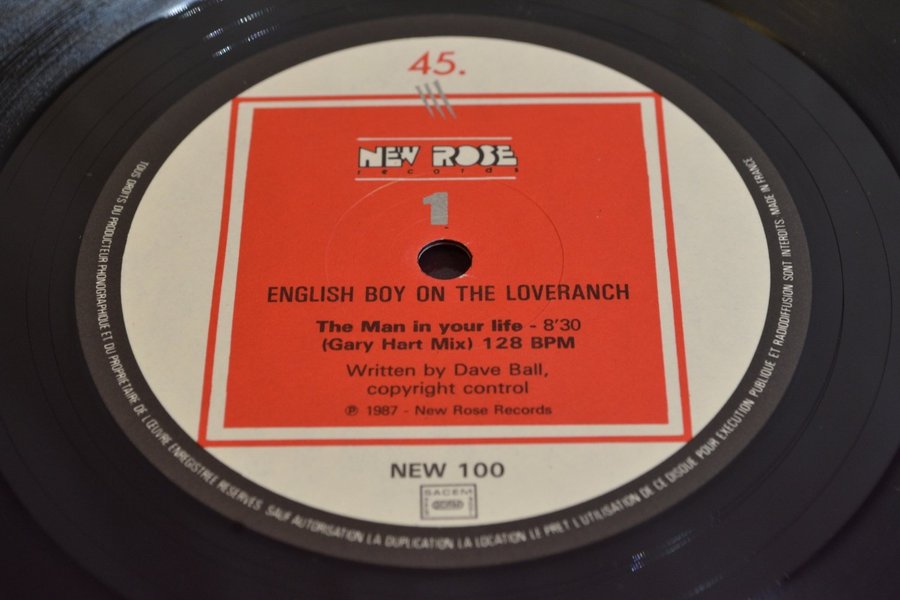 45.
NEW ROSE
records
1
ENGLISH BOY ON THE LOVERANCH
The Man in your life - 8'30
(Gary Hart Mix) 128 BPM
Written by Dave Ball,
copyright control
℗ 1987 - New Rose Records
NEW 100
SACEM
TOUS DROITS DU PRODUCTEUR PHONOGRAPHIQUE ET DU PROPRIETAIRE DE L'ŒUVRE ENREGISTREE RESERVES. SAUF AUTORISATION LA DUPLICATION LA LOCATION LE PRET L'UTILISATION DE CE DISQUE POUR EXECUTION PUBLIQUE ET RADIODIFFUSION SONT INTERDITS. MADE IN FRANCE